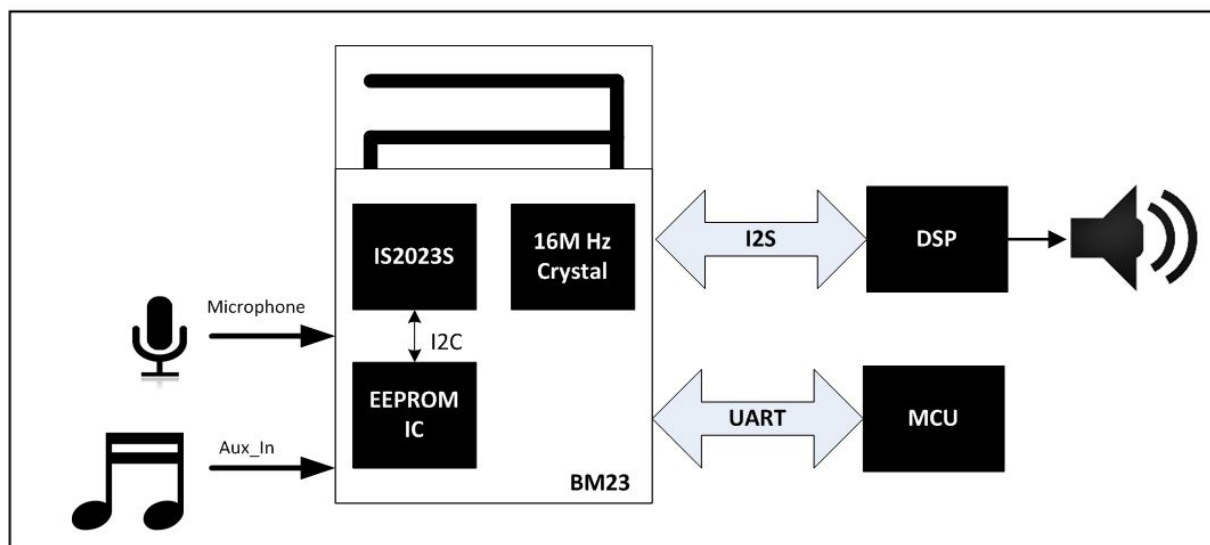 IS2023S
16M Hz
Crystal
I2S
DSP
Microphone
I2C
EEPROM
IC
UART
MCU
Aux_In
BM23